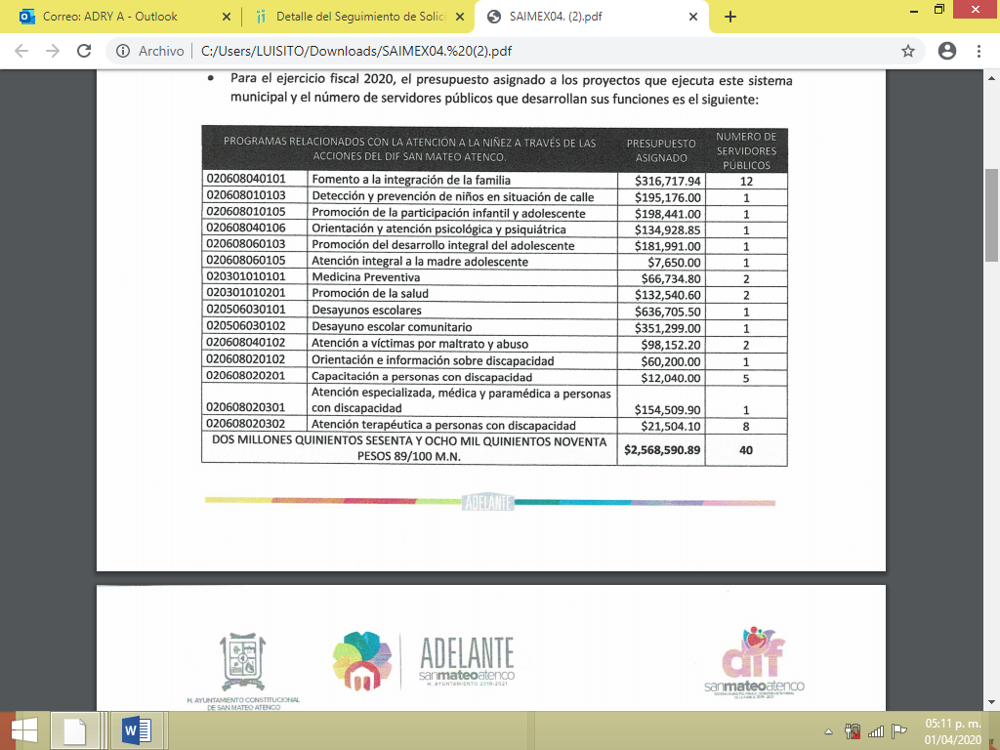 Correo: ADRY A - Outlook
Detalle del Seguimiento de Solici
SAIMEX04. (2).pdf
Archivo
C:/Users/LUISITO/Downloads/SAIMEX04.%20(2).pdf
• Para el ejercicio fiscal 2020, el presupuesto asignado a los proyectos que ejecuta este sistema
municipal y el número de servidores públicos que desarrollan sus funciones es el siguiente:
PROGRAMAS RELACIONADOS CON LA ATENCIÓN A LA NIÑEZ A TRAVÉS DE LAS ACCIONES DEL DIF SAN MATEO ATENCO. PRESUPUESTO ASIGNADO NUMERO DE SERVIDORES PÚBLICOS
020608040101 Fomento a la integración de la familia $316,717.94 12
020608010103 Detección y prevención de niños en situación de calle $195,176.00 1
020608010105 Promoción de la participación infantil y adolescente $198,441.00 1
020608040106 Orientación y atención psicológica y psiquiátrica $134,928.85 1
020608060103 Promoción del desarrollo integral del adolescente $181,991.00 1
020608060105 Atención integral a la madre adolescente $7,650.00 1
020301010101 Medicina Preventiva $66,734.80 2
020301010201 Promoción de la salud $132,540.60 2
020506030101 Desayunos escolares $636,705.50 1
020506030102 Desayuno escolar comunitario $351,299.00 1
020608040102 Atención a víctimas por maltrato y abuso $98,152.20 2
020608020102 Orientación e información sobre discapacidad $60,200.00 1
020608020201 Capacitación a personas con discapacidad $12,040.00 5
Atención especializada, médica y paramédica a personas
020608020301 con discapacidad $154,509.90 1
020608020302 Atención terapéutica a personas con discapacidad $21,504.10 8
DOS MILLONES QUINIENTOS SESENTA Y OCHO MIL QUINIENTOS NOVENTA
PESOS 89/100 M.N. $2,568,590.89 40
ADELANTE
H. AYUNTAMIENTO CONSTITUCIONAL
DE SAN MATEO ATENCO
ADELANTE
sanmateoatenco
H. AYUNTAMIENTO 2019-2021
dif
sanmateoatenco
05:11 p. m.
01/04/2020